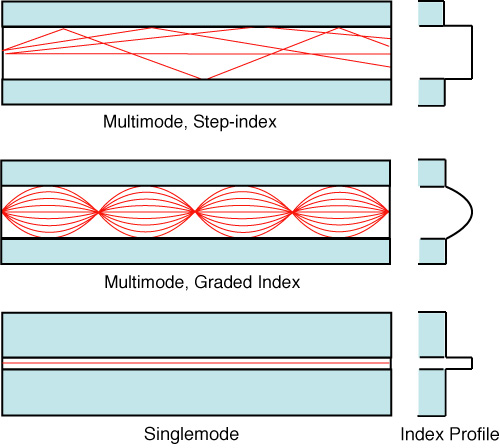 Multimode, Step-index
Multimode, Graded Index
Singlemode
Index Profile